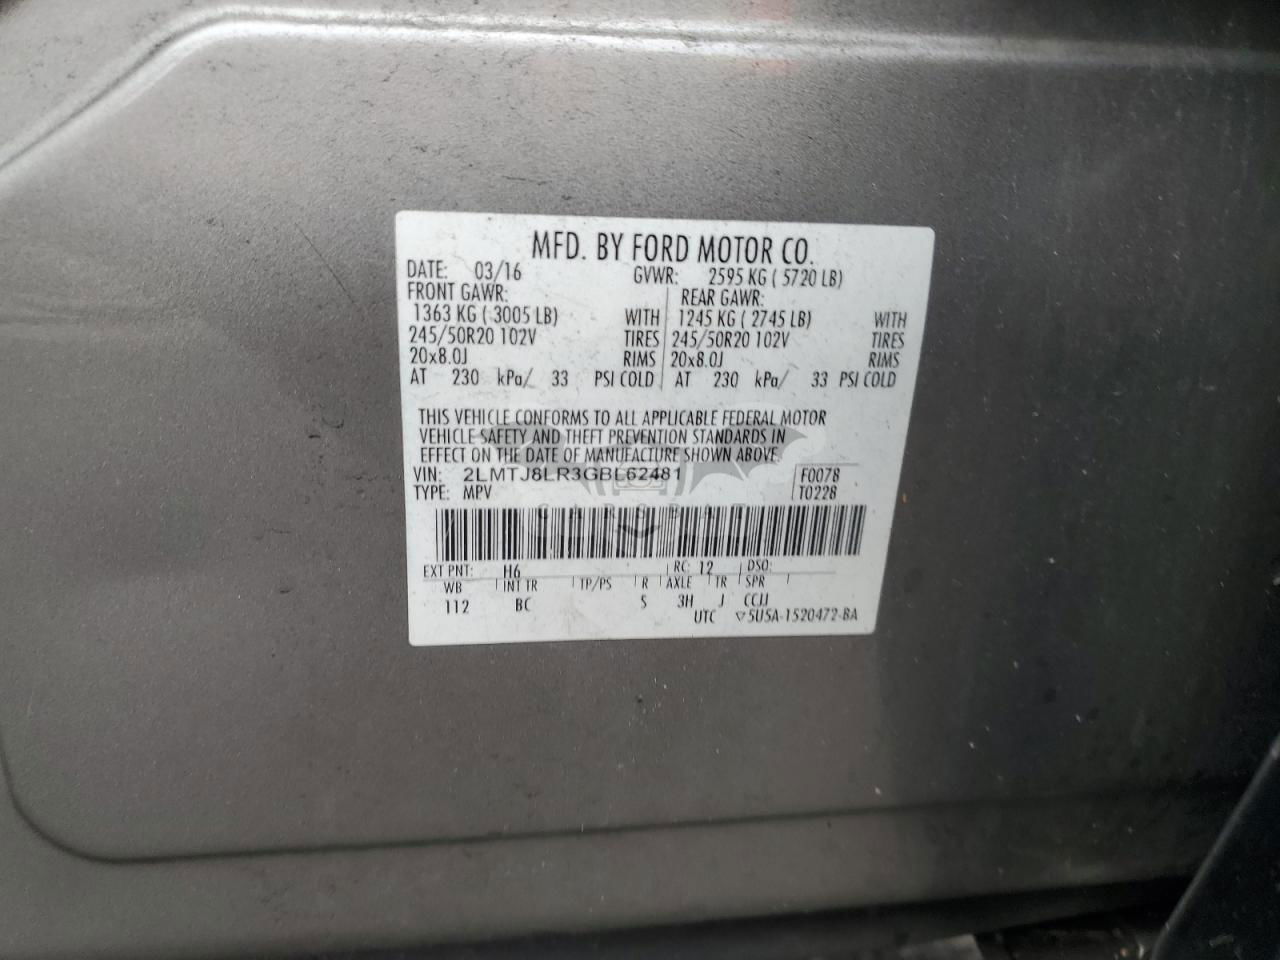 MFD. BY FORD MOTOR CO.
DATE: 03/16 GVWR: 2595 KG ( 5720 LB)
FRONT GAWR: REAR GAWR:
1363 KG ( 3005 LB) WITH 1245 KG ( 2745 LB) WITH
245/50R20 102V TIRES 245/50R20 102V TIRES
20x8.0J RIMS 20x8.0J RIMS
AT 230 kPa/ 33 PSI COLD AT 230 kPa/ 33 PSI COLD
THIS VEHICLE CONFORMS TO ALL APPLICABLE FEDERAL MOTOR
VEHICLE SAFETY AND THEFT PREVENTION STANDARDS IN
EFFECT ON THE DATE OF MANUFACTURE SHOWN ABOVE.
VIN: 2LMTJ8LR3GBL62481 F0078
TYPE: MPV T0228
EXT PNT: H6 RC: 12 DSO:
WB INT TR TP/PS R AXLE TR SPR
112 BC S 3H J CCJJ
UTC ▽5U5A-1520472-BA